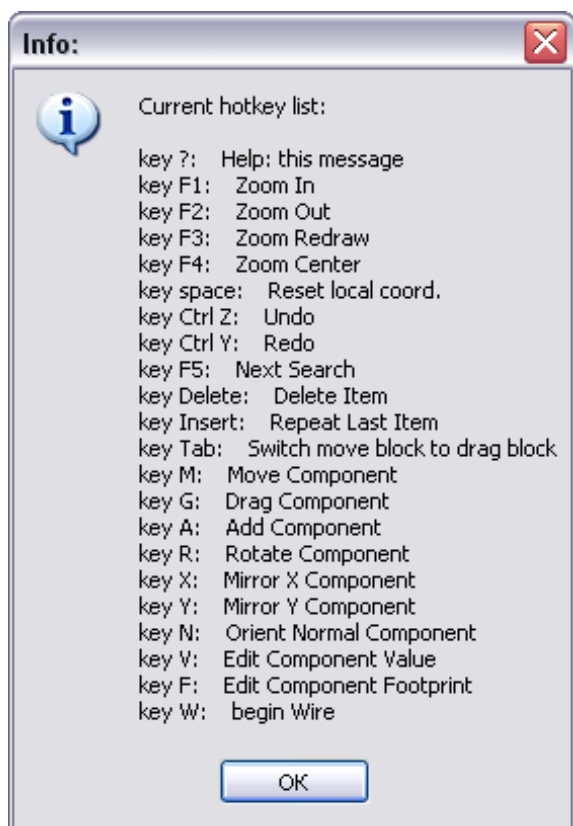 Info:
Current hotkey list:
key ?: Help: this message
key F1: Zoom In
key F2: Zoom Out
key F3: Zoom Redraw
key F4: Zoom Center
key space: Reset local coord.
key Ctrl Z: Undo
key Ctrl Y: Redo
key F5: Next Search
key Delete: Delete Item
key Insert: Repeat Last Item
key Tab: Switch move block to drag block
key M: Move Component
key G: Drag Component
key A: Add Component
key R: Rotate Component
key X: Mirror X Component
key Y: Mirror Y Component
key N: Orient Normal Component
key V: Edit Component Value
key F: Edit Component Footprint
key W: begin Wire
OK